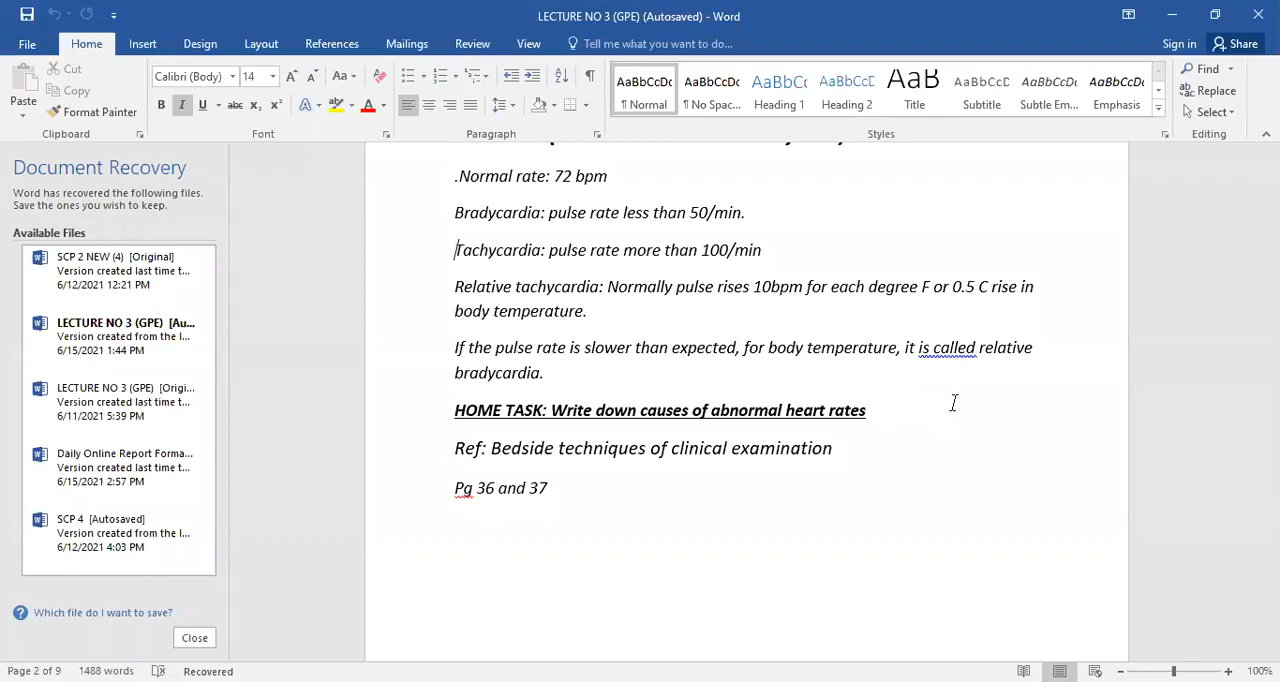 LECTURE NO 3 (GPE) (Autosaved) - Word
File Home Insert Design Layout References Mailings Review View Tell me what you want to do... Sign in Share
Paste
Cut
Copy
Format Painter
Clipboard
Calibri (Body) 14
Font
Paragraph
AaBbCcDc AaBbCcDc AaBbCc AaBbCcE AaB AaBbCcDc AaBbCcDc AaBbCcDc
¶ Normal ¶ No Spac... Heading 1 Heading 2 Title Subtitle Subtle Em... Emphasis
Styles
Find
Replace
Select
Editing
Document Recovery
Word has recovered the following files.
Save the ones you wish to keep.
Available Files
SCP 2 NEW (4) [Original]
Version created last time t...
6/12/2021 12:21 PM
LECTURE NO 3 (GPE) [Au...
Version created from the l...
6/15/2021 1:44 PM
LECTURE NO 3 (GPE) [Origi...
Version created last time t...
6/11/2021 5:39 PM
Daily Online Report Forma...
Version created last time t...
6/15/2021 2:57 PM
SCP 4 [Autosaved]
Version created from the l...
6/12/2021 4:03 PM
Which file do I want to save?
Close
.Normal rate: 72 bpm
Bradycardia: pulse rate less than 50/min.
Tachycardia: pulse rate more than 100/min
Relative tachycardia: Normally pulse rises 10bpm for each degree F or 0.5 C rise in
body temperature.
If the pulse rate is slower than expected, for body temperature, it is called relative
bradycardia.
HOME TASK: Write down causes of abnormal heart rates
Ref: Bedside techniques of clinical examination
Pg 36 and 37
Page 2 of 9 1488 words Recovered 100%